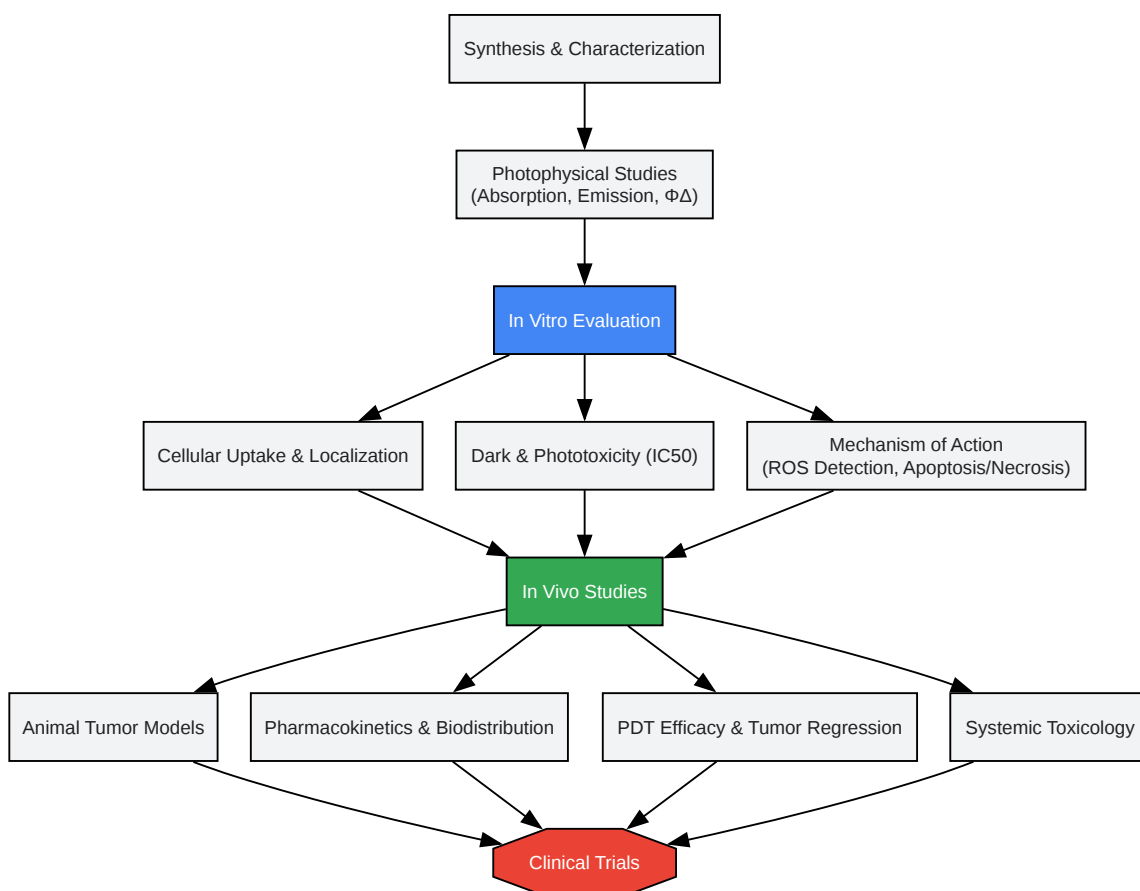 Synthesis & Characterization
Photophysical Studies
(Absorption, Emission, ΦΔ)
In Vitro Evaluation
Cellular Uptake & Localization
Dark & Phototoxicity (IC50)
Mechanism of Action
(ROS Detection, Apoptosis/Necrosis)
In Vivo Studies
Animal Tumor Models
Pharmacokinetics & Biodistribution
PDT Efficacy & Tumor Regression
Systemic Toxicology
Clinical Trials